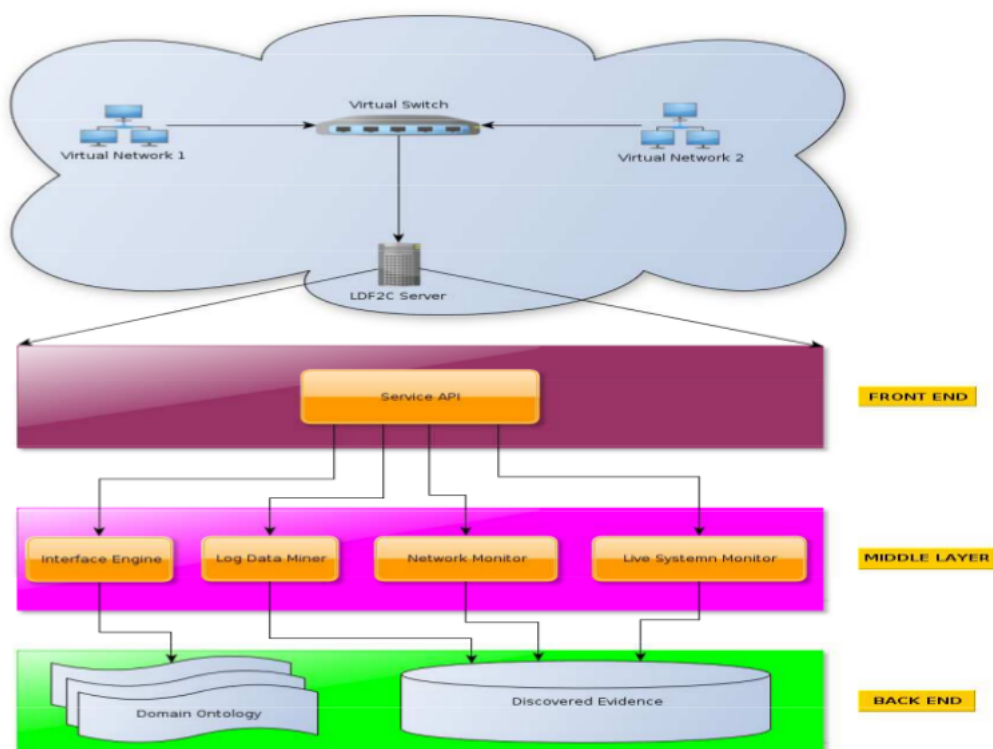 Virtual Switch
Virtual Network 1
Virtual Network 2
LDF2C Server
Service API
FRONT END
Interface Engine
Log Data Miner
Network Monitor
Live Systemn Monitor
MIDDLE LAYER
Domain Ontology
Discovered Evidence
BACK END